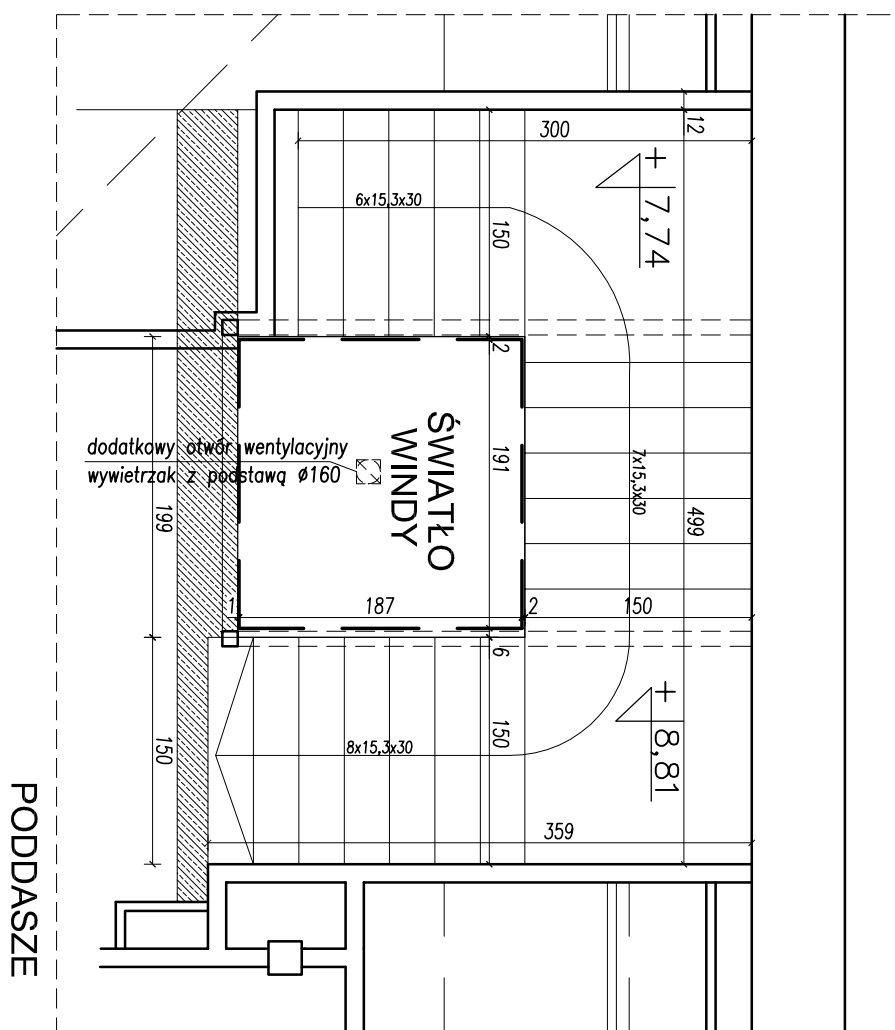 12
300
+
7,74
6x15,3x30
150
2
ŚWIATŁO
WINDY
191
dodatkowy otwór wentylacyjny
wywietrzak z podstawą ø160
7x15,3x30
499
199
1
187
2
150
6
+
8,81
150
8x15,3x30
150
359
PODDASZE